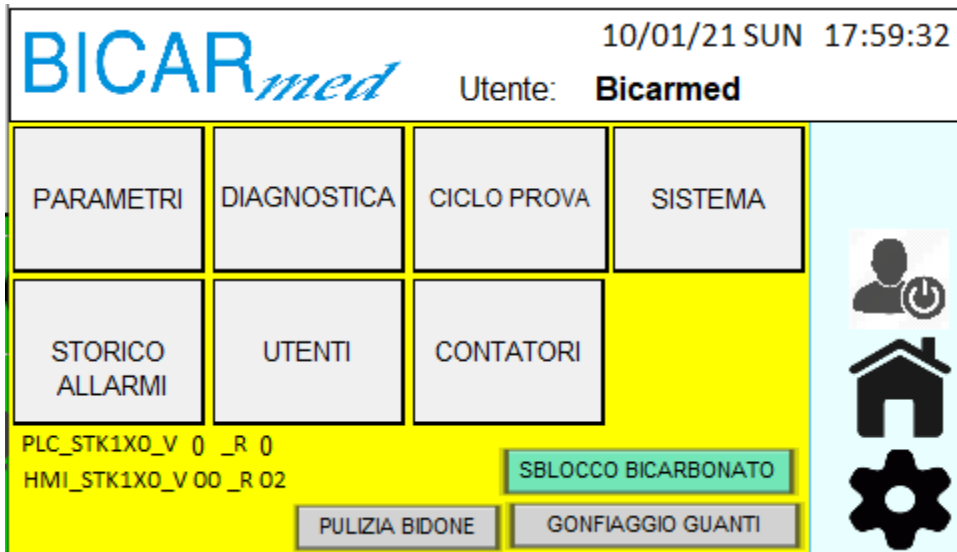 BICARmed
10/01/21 SUN 17:59:32
Utente: Bicarmed
PARAMETRI
DIAGNOSTICA
CICLO PROVA
SISTEMA
STORICO
ALLARMI
UTENTI
CONTATORI
PLC_STK1X0_V 0 _R 0
HMI_STK1X0_V 00 _R 02
SBLOCCO BICARBONATO
PULIZIA BIDONE
GONFIAGGIO GUANTI